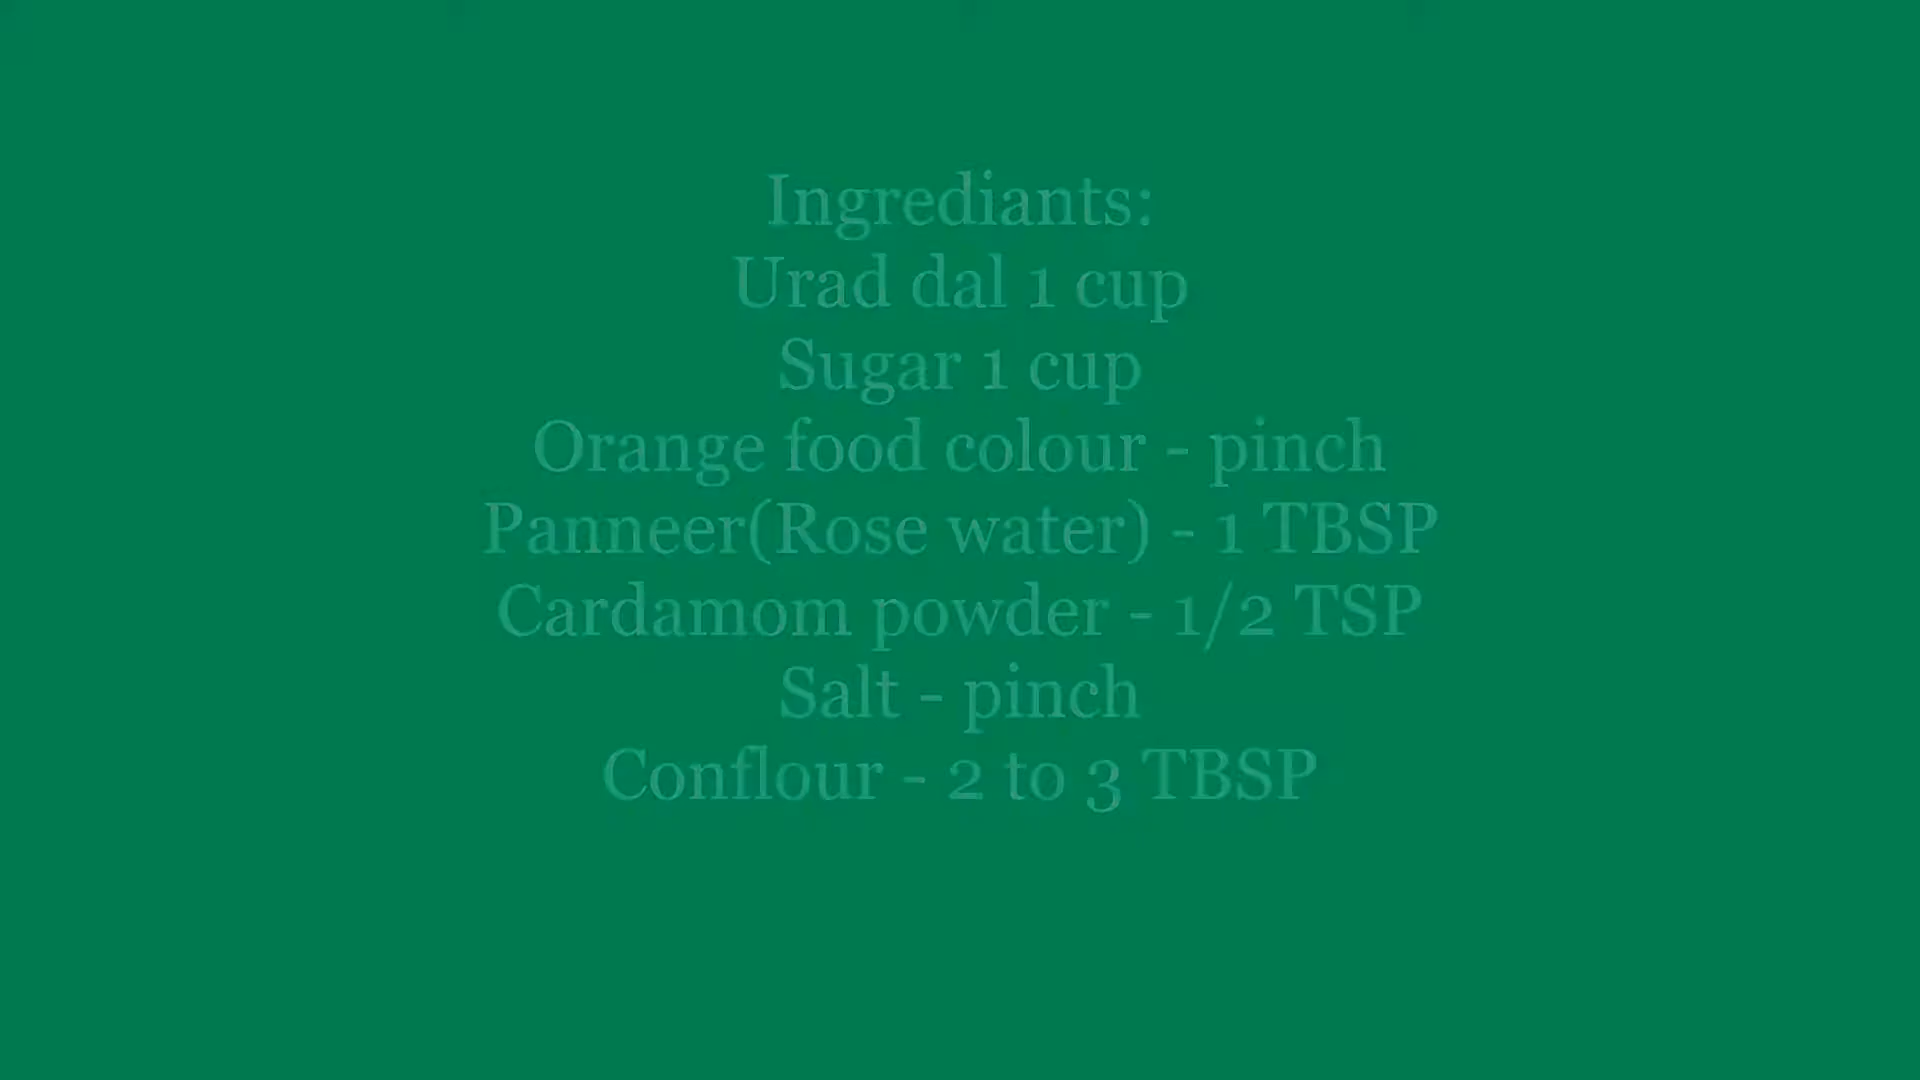 Ingrediants:
Urad dal 1 cup
Sugar 1 cup
Orange food colour - pinch
Panneer(Rose water) - 1 TBSP
Cardamom powder - 1/2 TSP
Salt - pinch
Conflour - 2 to 3 TBSP